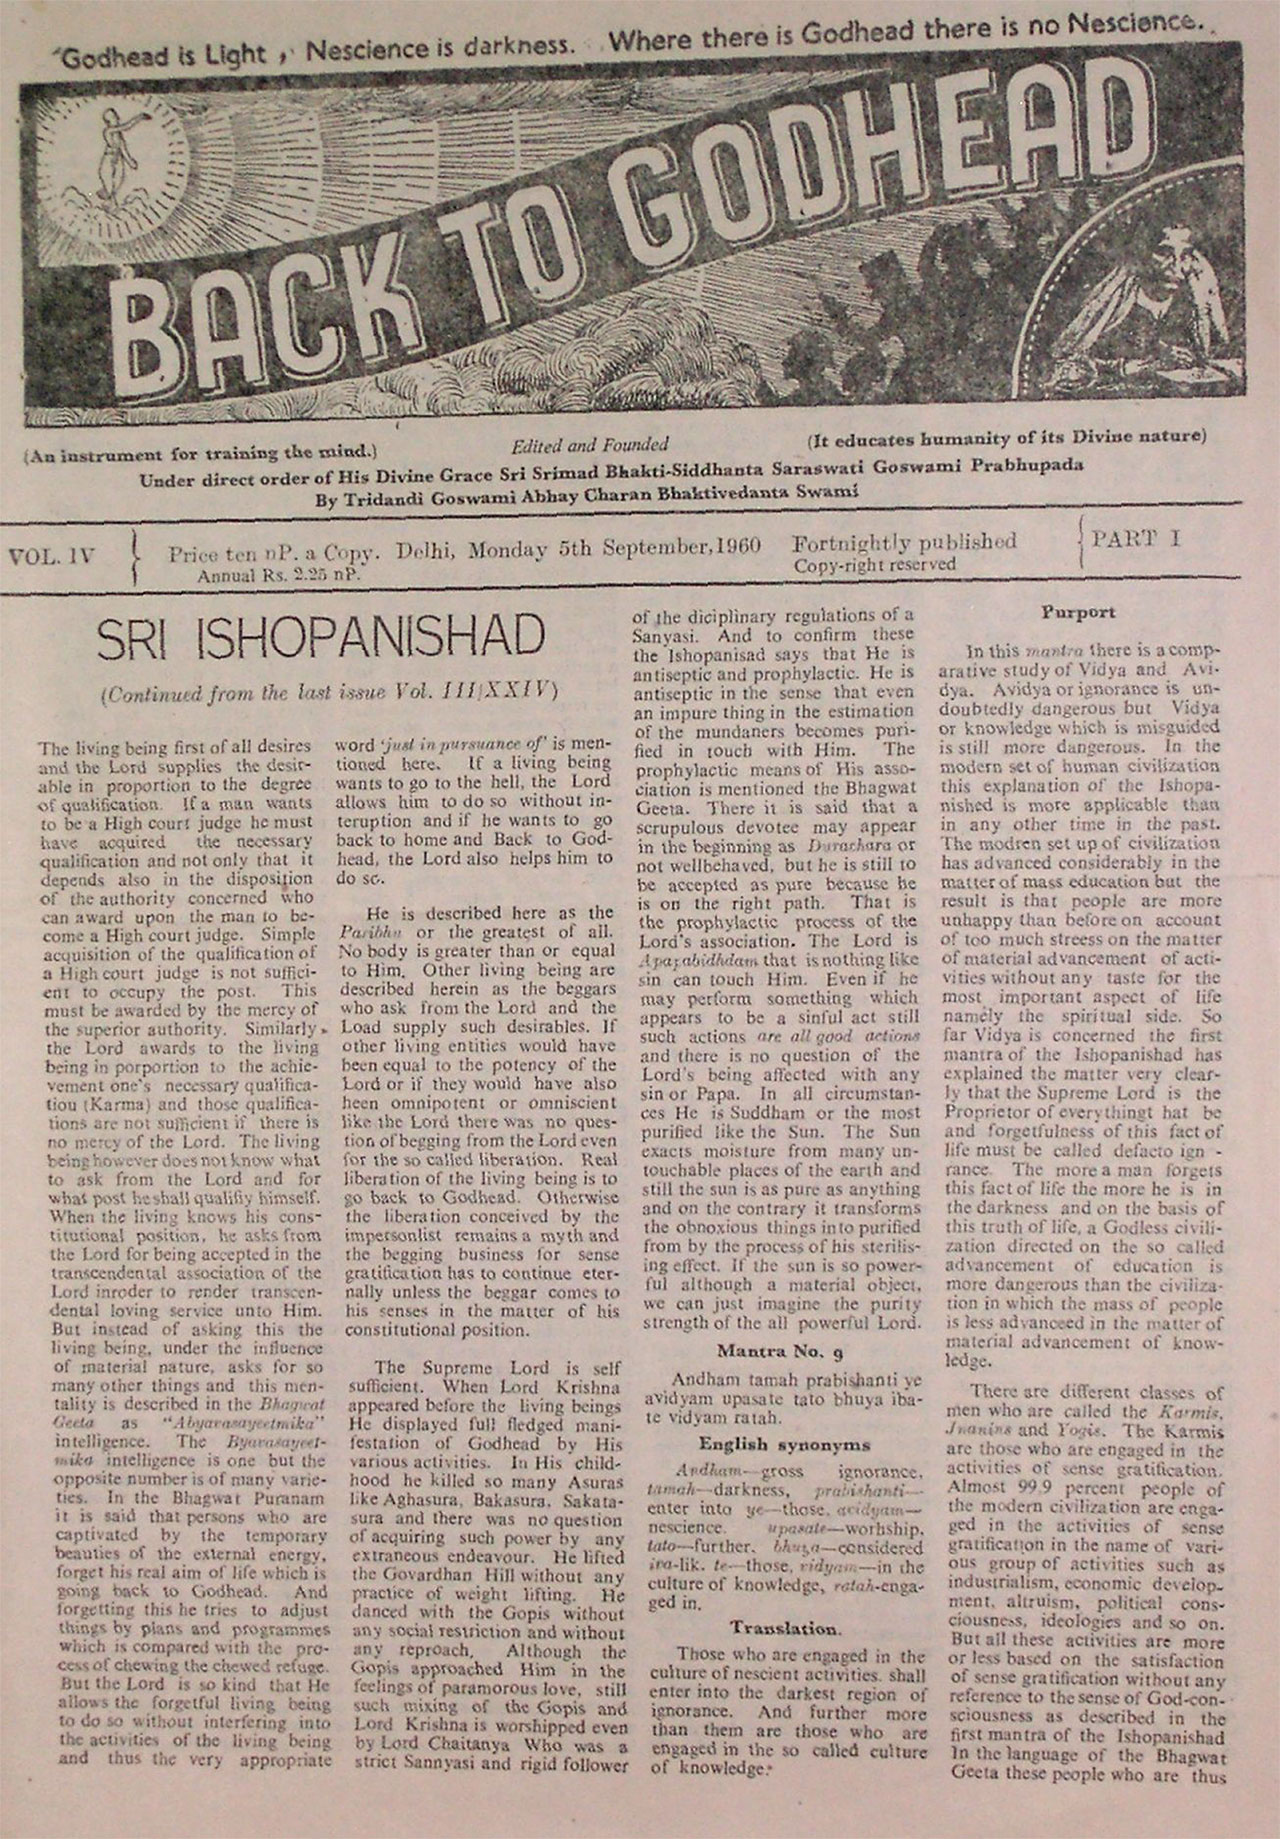 "Godhead is Light, Nescience is darkness. Where there is Godhead there is no Nescience.
BACK TO GODHEAD
(An instrument for training the mind.)
Edited and Founded
(It educates humanity of its Divine nature)
Under direct order of His Divine Grace Sri Srimad Bhakti-Siddhanta Saraswati Goswami Prabhupada
By Tridandi Goswami Abhay Charan Bhaktivedanta Swami
VOL. IV
Price ten nP. a Copy. Delhi, Monday 5th September,1960
Annual Rs. 2.25 nP.
Fortnightly published
Copy-right reserved
PART I
SRI ISHOPANISHAD
(Continued from the last issue Vol. III|XXIV)
The living being first of all desires
and the Lord supplies the desir-
able in proportion to the degree
of qualification. If a man wants
to be a High court judge he must
have acquired the necessary
qualification and not only that it
depends also in the disposition
of the authority concerned who
can award upon the man to be-
come a High court judge. Simple
acquisition of the qualification of
a High court judge is not suffici-
ent to occupy the post. This
must be awarded by the mercy of
the superior authority. Similarly
the Lord awards to the living
being in porportion to the achie-
vement one's necessary qualifica-
tiou (Karma) and those qualifica-
tions are not sufficient if there is
no mercy of the Lord. The living
being however does not know what
to ask from the Lord and for
what post he shall qualifiy himself.
When the living knows his cons-
titutional position, he asks from
the Lord for being accepted in the
transcendental association of the
Lord inroder to render transcen-
dental loving service unto Him.
But instead of asking this the
living being, under the influence
of material nature, asks for so
many other things and this men-
tality is described in the Bhagwat
Geeta as "Abyavasayeetmika"
intelligence. The Byavasayeet-
mika intelligence is one but the
opposite number is of many varie-
ties. In the Bhagwat Puranam
it is said that persons who are
captivated by the temporary
beauties of the external energy,
forget his real aim of life which is
going back to Godhead. And
forgetting this he tries to adjust
things by plans and programmes
which is compared with the pro-
cess of chewing the chewed refuge.
But the Lord is so kind that He
allows the forgetful living being
to do so without interfering into
the activities of the living being
and thus the very appropriate
word 'just in pursuance of' is men-
tioned here. If a living being
wants to go to the hell, the Lord
allows him to do so without in-
teruption and if he wants to go
back to home and Back to God-
head, the Lord also helps him to
do so.
He is described here as the
Paribhu or the greatest of all.
No body is greater than or equal
to Him. Other living being are
described herein as the beggars
who ask from the Lord and the
Load supply such desirables. If
other living entities would have
been equal to the potency of the
Lord or if they would have also
heen omnipotent or omniscient
like the Lord there was no ques-
tion of begging from the Lord even
for the so called liberation. Real
liberation of the living being is to
go back to Godhead. Otherwise
the liberation conceived by the
impersonlist remains a myth and
the begging business for sense
gratification has to continue eter-
nally unless the beggar comes to
his senses in the matter of his
constitutional position.
The Supreme Lord is self
sufficient. When Lord Krishna
appeared before the living beings
He displayed full fledged mani-
festation of Godhead by His
various activities. In His child-
hood he killed so many Asuras
like Aghasura, Bakasura, Sakata-
sura and there was no question
of acquiring such power by any
extraneous endeavour. He lifted
the Govardhan Hill without any
practice of weight lifting. He
danced with the Gopis without
any social restriction and without
any reproach. Although the
Gopis approached Him in the
feelings of paramorous love, still
such mixing of the Gopis and
Lord Krishna is worshipped even
by Lord Chaitanya Who was a
strict Sannyasi and rigid follower
of the diciplinary regulations of a
Sanyasi. And to confirm these
the Ishopanisad says that He is
antiseptic and prophylactic. He is
antiseptic in the sense that even
an impure thing in the estimation
of the mundaners becomes puri-
fied in touch with Him. The
prophylactic means of His asso-
ciation is mentioned the Bhagwat
Geeta. There it is said that a
scrupulous devotee may appear
in the beginning as Durachara or
not wellbehaved, but he is still to
be accepted as pure because he
is on the right path. That is
the prophylactic process of the
Lord's association. The Lord is
Apapabidhdam that is nothing like
sin can touch Him. Even if he
may perform something which
appears to be a sinful act still
such actions are all good actions
and there is no question of the
Lord's being affected with any
sin or Papa. In all circumstan-
ces He is Suddham or the most
purified like the Sun. The Sun
exacts moisture from many un-
touchable places of the earth and
still the sun is as pure as anything
and on the contrary it transforms
the obnoxious things into purified
from by the process of his sterilis-
ing effect. If the sun is so power-
ful although a material object,
we can just imagine the purity
strength of the all powerful Lord.
Mantra No. 9
Andham tamah prabishanti ye
avidyam upasate tato bhuya iba-
te vidyam ratah.
English synonyms
Andham—gross ignorance,
tamah—darkness, prabishanti—
enter into ye—those, avidyam—
nescience. upasate—worhship,
tato—further. bhuya—considered
iva-lik. te—those, vidyam—in the
culture of knowledge, ratah-enga-
ged in.
Translation.
Those who are engaged in the
culture of nescient activities. shall
enter into the darkest region of
ignorance. And further more
than them are those who are
engaged in the so called culture
of knowledge.
Purport
In this mantra there is a comp-
arative study of Vidya and Avi-
dya. Avidya or ignorance is un-
doubtedly dangerous but Vidya
or knowledge which is misguided
is still more dangerous. In the
modern set of human civilization
this explanation of the Ishopa-
nished is more applicable than
in any other time in the past.
The modren set up of civilization
has advanced considerably in the
matter of mass education but the
result is that people are more
unhappy than before on account
of too much streess on the matter
of material advancement of acti-
vities without any taste for the
most important aspect of life
namely the spiritual side. So
far Vidya is concerned the first
mantra of the Ishopanishad has
explained the matter very clear-
ly that the Supreme Lord is the
Proprietor of everythingt hat be
and forgetfulness of this fact of
life must be called defacto ign -
rance. The more a man forgets
this fact of life the more he is in
the darkness and on the basis of
this truth of life, a Godless civili-
zation directed on the so called
advancement of education is
more dangerous than the civiliza-
tion in which the mass of people
is less advanceed in the matter of
material advancement of know-
ledge.
There are different classes of
men who are called the Karmis,
Jnanins and Yogis. The Karmis
are those who are engaged in the
activities of sense gratification.
Almost 99.9 percent people of
the modern civilization are enga-
ged in the activities of sense
gratification in the name of vari-
ous group of activities such as
industrialism, economic develop-
ment, altruism, political cons-
ciousness, ideologies and so on.
But all these activities are more
or less based on the satisfaction
of sense gratification without any
reference to the sense of God-con-
sciousness as described in the
first mantra of the Ishopanishad
In the language of the Bhagwat
Geeta these people who are thus